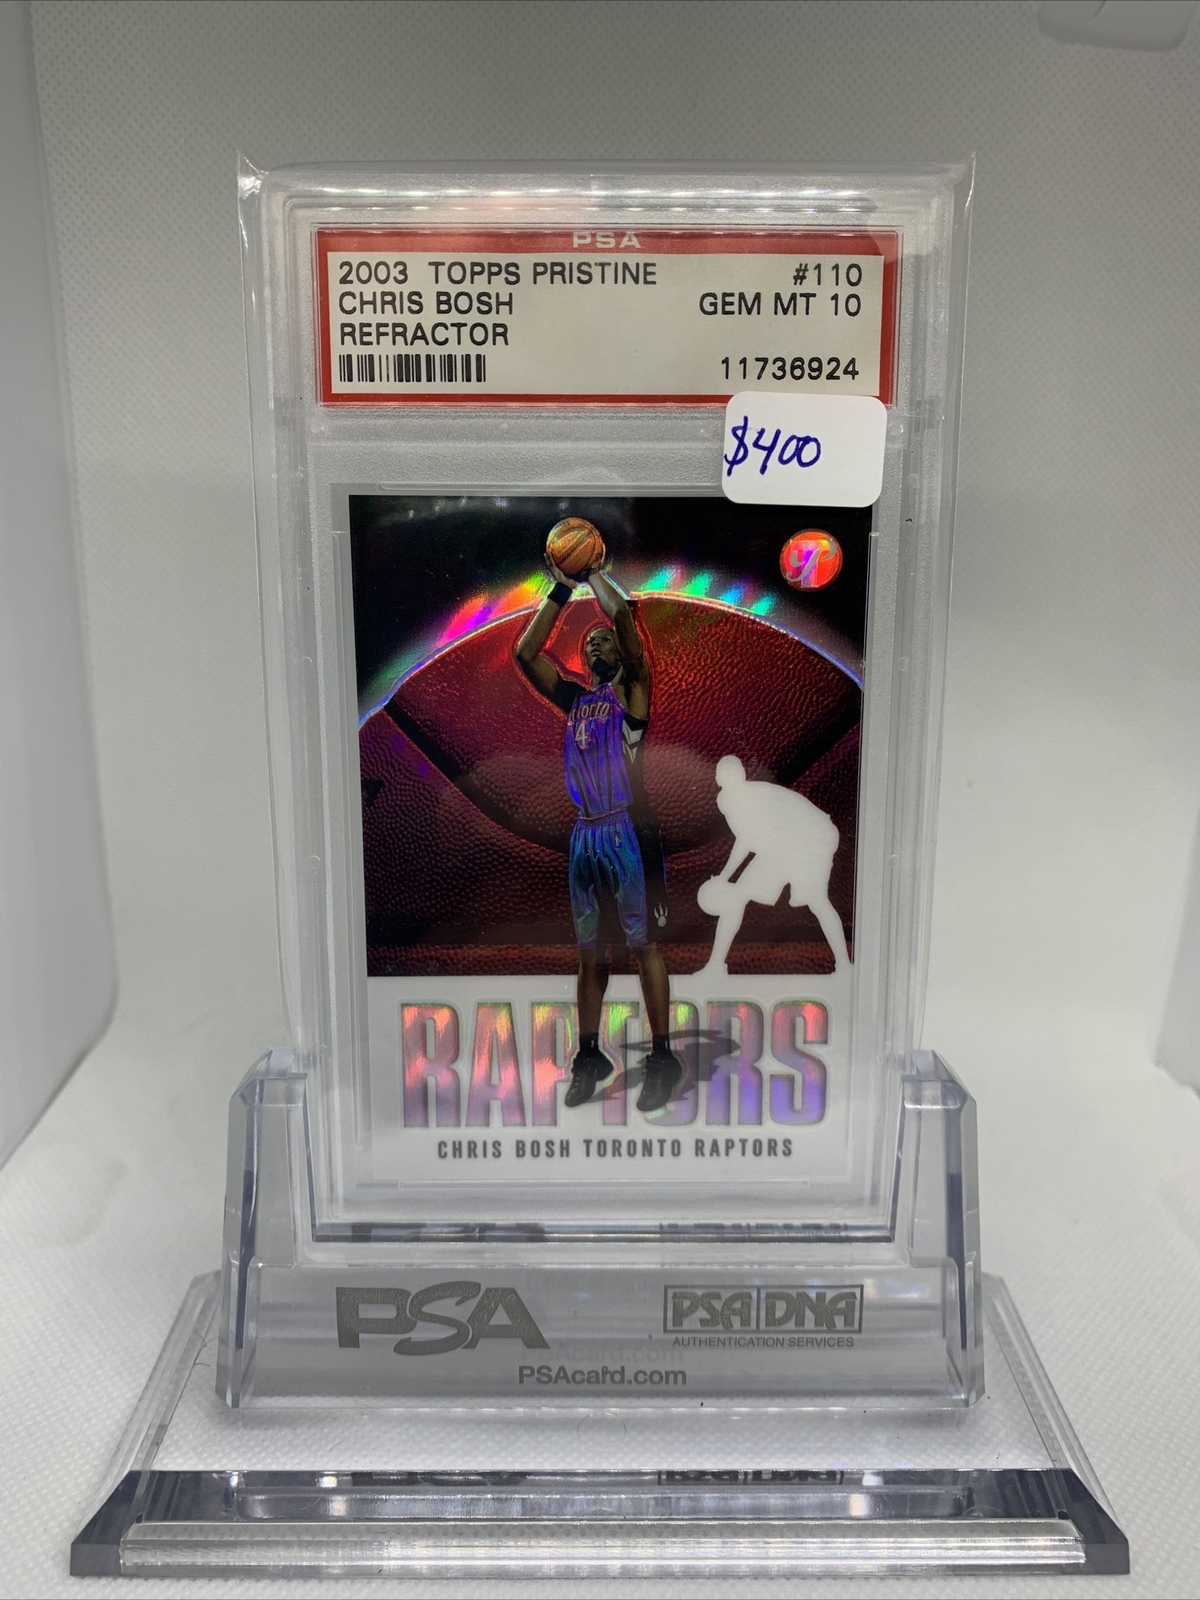 PSA
2003 TOPPS PRISTINE #110
CHRIS BOSH GEM MT 10
REFRACTOR
11736924
$400
4
RAPTORS
CHRIS BOSH TORONTO RAPTORS
PSA
PSA DNA
AUTHENTICATION SERVICES
PSAcard.com